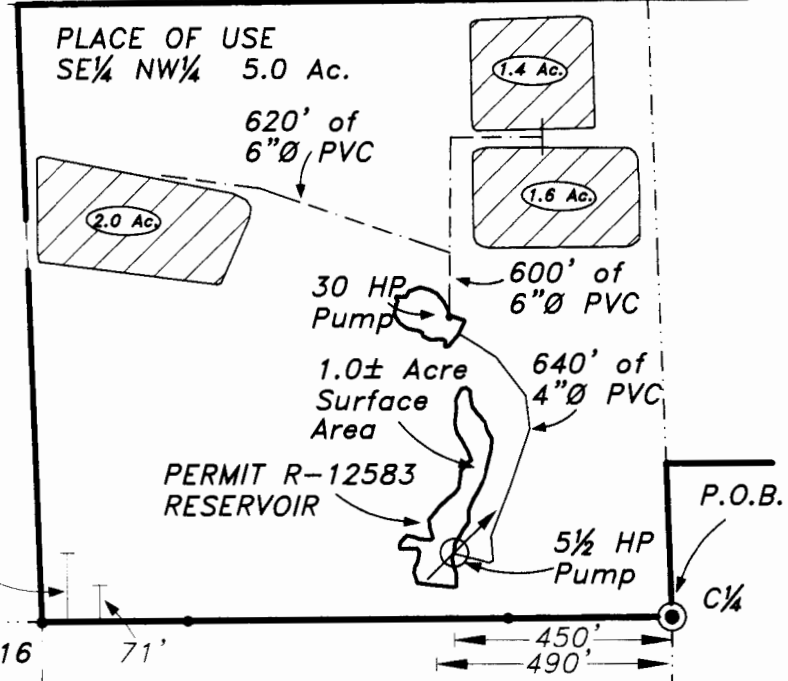 PLACE OF USE
SE¼ NW¼ 5.0 Ac.
1.4 Ac.
620' of
6"Ø PVC
2.0 Ac.
1.6 Ac.
30 HP
Pump
600' of
6"Ø PVC
1.0± Acre
Surface
Area
640' of
4"Ø PVC
PERMIT R-12583
RESERVOIR
P.O.B.
5½ HP
Pump
C¼
16
71'
450'
490'